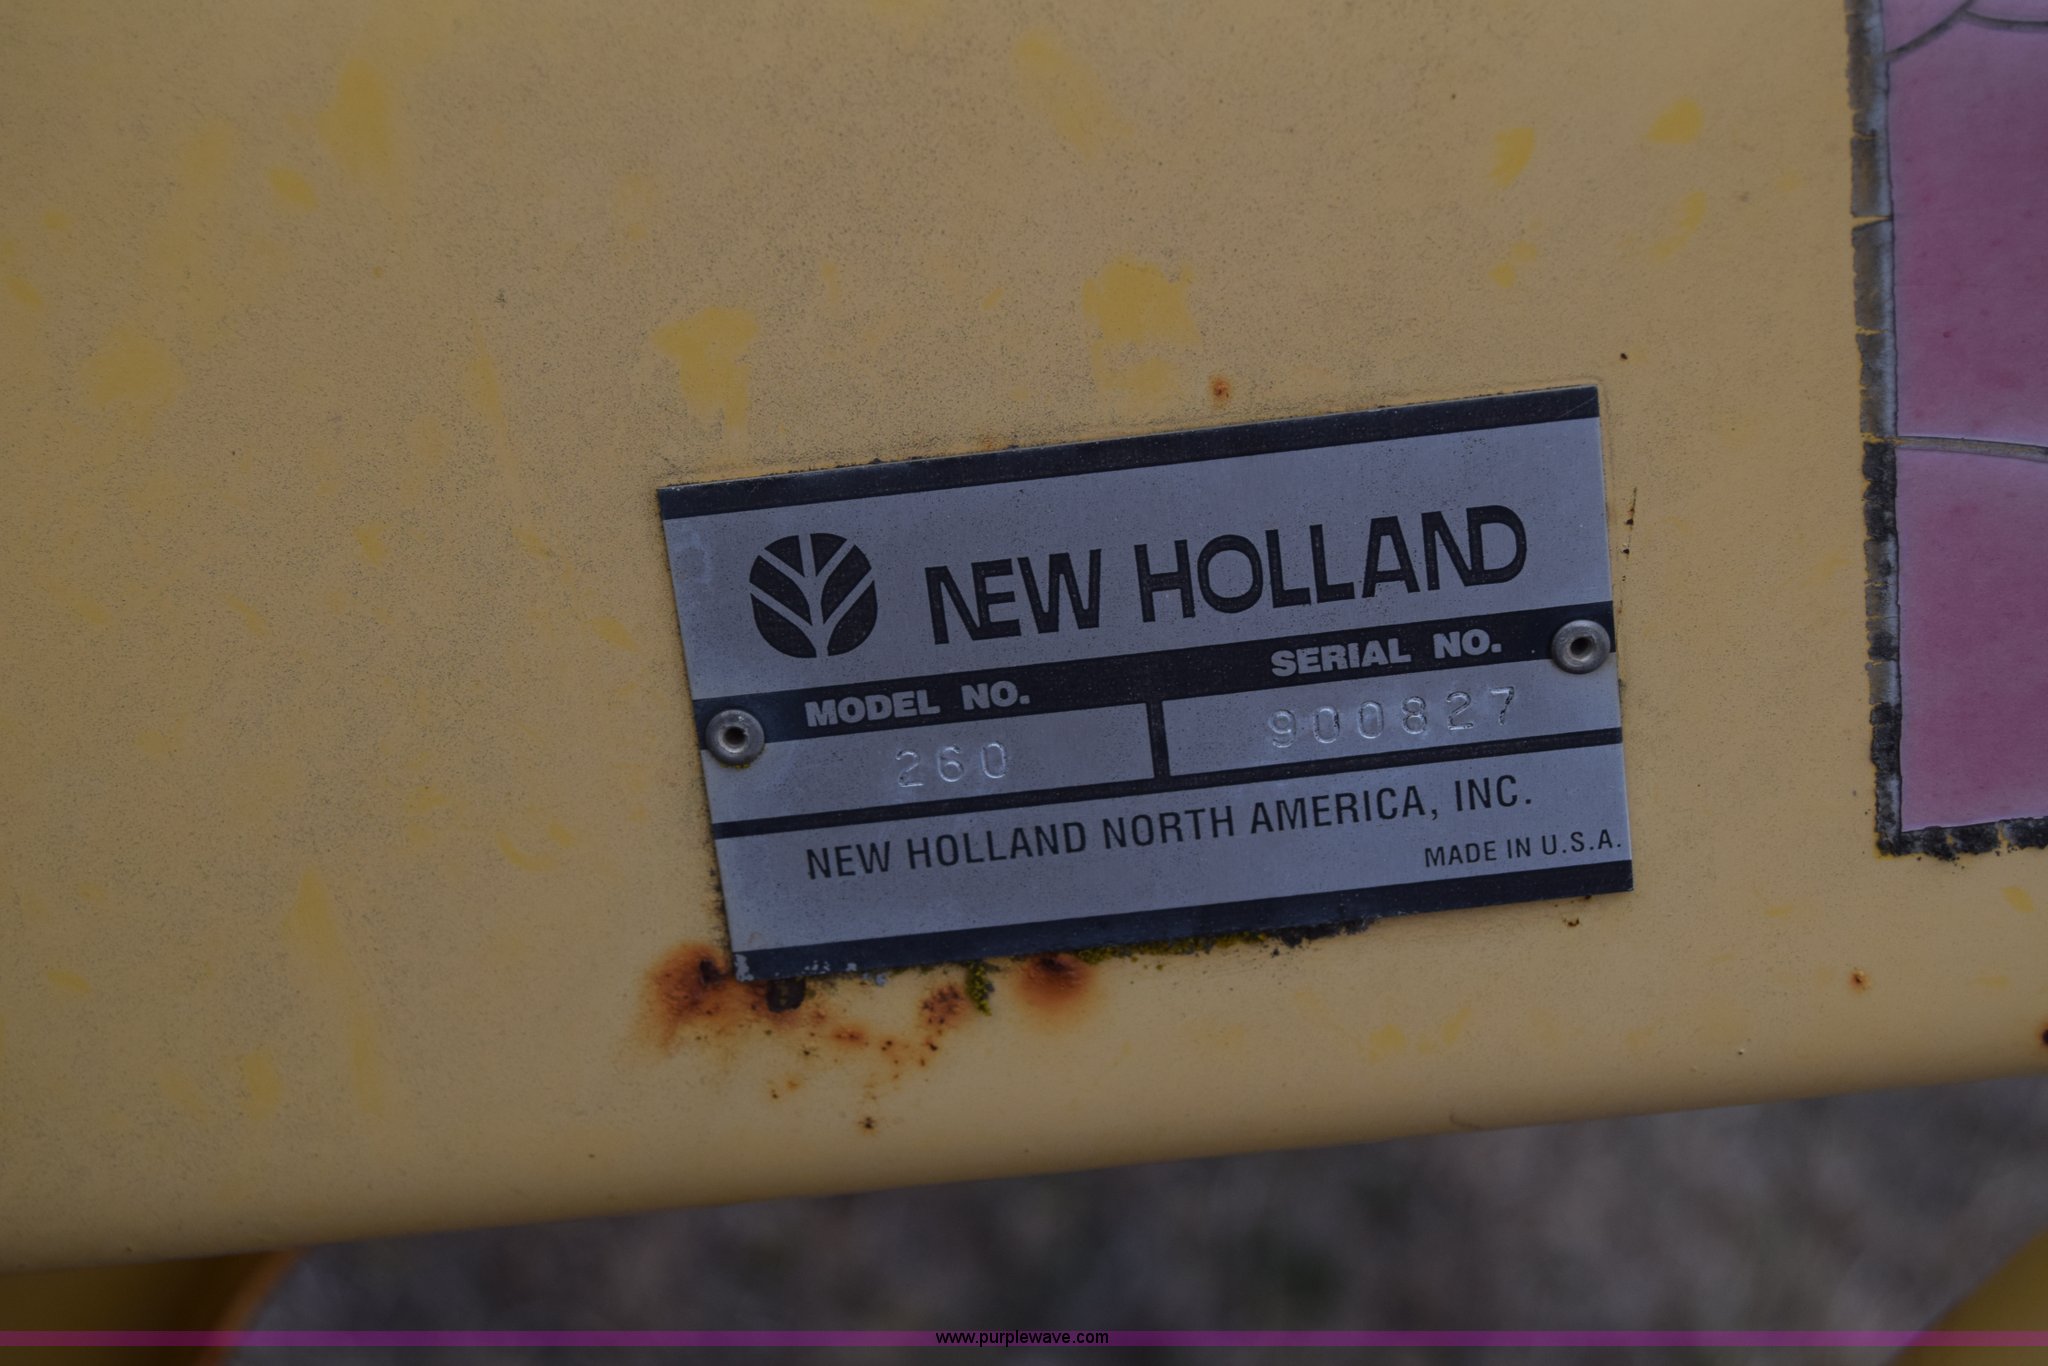 NEW HOLLAND
MODEL NO. SERIAL NO.
260 900827
NEW HOLLAND NORTH AMERICA, INC.
MADE IN U.S.A.
www.purplewave.com